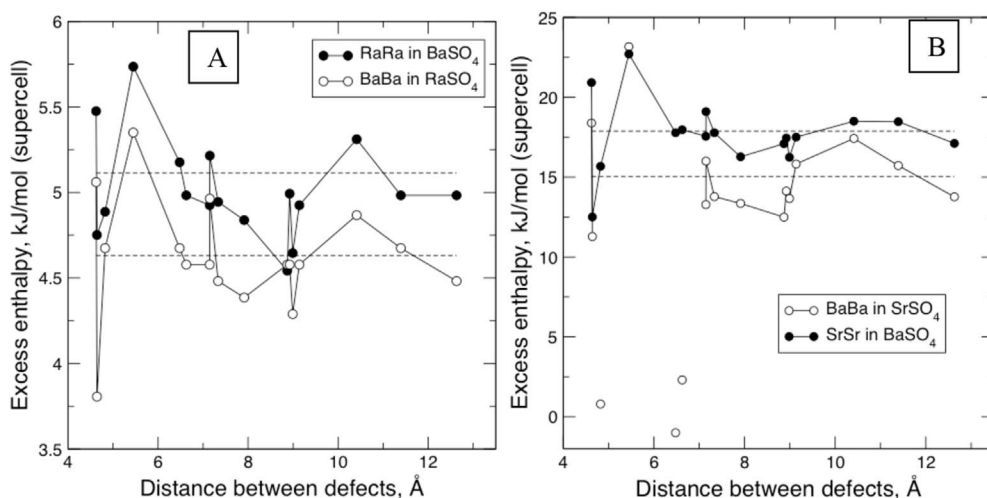 A
RaRa in BaSO4
BaBa in RaSO4
Excess enthalpy, kJ/mol (supercell)
6
5.5
5
4.5
4
3.5
4 6 8 10 12
Distance between defects, Å
B
BaBa in SrSO4
SrSr in BaSO4
Excess enthalpy, kJ/mol (supercell)
25
20
15
10
5
0
4 6 8 10 12
Distance between defects, Å